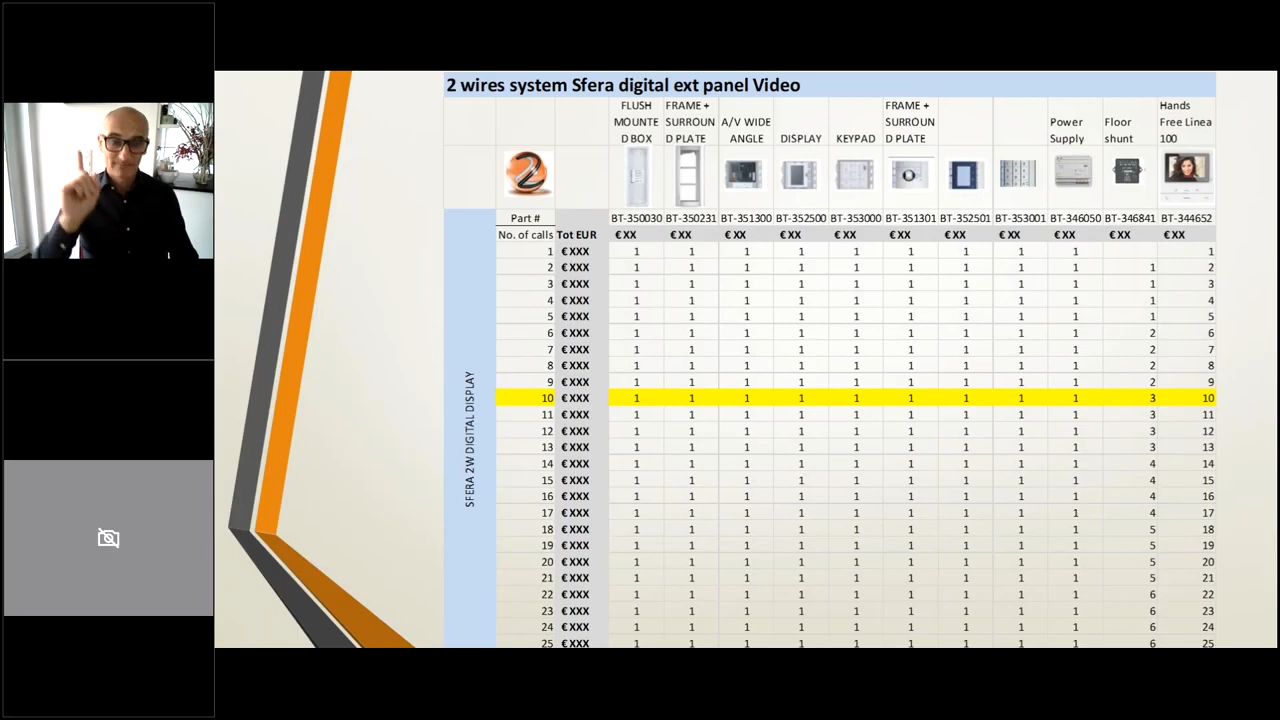 2 wires system Sfera digital ext panel Video
FLUSH MOUNTE D BOX FRAME + SURROUN D PLATE A/V WIDE ANGLE DISPLAY KEYPAD FRAME + SURROUN D PLATE Power Supply Floor shunt Hands Free Linea 100
2
Part # BT-350030 BT-350231 BT-351300 BT-352500 BT-353000 BT-351301 BT-352501 BT-353001 BT-346050 BT-346841 BT-344652
No. of calls Tot EUR € XX € XX € XX € XX € XX € XX € XX € XX € XX € XX € XX
SFERA 2W DIGITAL DISPLAY
1 € XXX 1 1 1 1 1 1 1 1 1 1
2 € XXX 1 1 1 1 1 1 1 1 1 1 2
3 € XXX 1 1 1 1 1 1 1 1 1 1 3
4 € XXX 1 1 1 1 1 1 1 1 1 1 4
5 € XXX 1 1 1 1 1 1 1 1 1 1 5
6 € XXX 1 1 1 1 1 1 1 1 1 2 6
7 € XXX 1 1 1 1 1 1 1 1 1 2 7
8 € XXX 1 1 1 1 1 1 1 1 1 2 8
9 € XXX 1 1 1 1 1 1 1 1 1 2 9
10 € XXX 1 1 1 1 1 1 1 1 1 3 10
11 € XXX 1 1 1 1 1 1 1 1 1 3 11
12 € XXX 1 1 1 1 1 1 1 1 1 3 12
13 € XXX 1 1 1 1 1 1 1 1 1 3 13
14 € XXX 1 1 1 1 1 1 1 1 1 4 14
15 € XXX 1 1 1 1 1 1 1 1 1 4 15
16 € XXX 1 1 1 1 1 1 1 1 1 4 16
17 € XXX 1 1 1 1 1 1 1 1 1 4 17
18 € XXX 1 1 1 1 1 1 1 1 1 5 18
19 € XXX 1 1 1 1 1 1 1 1 1 5 19
20 € XXX 1 1 1 1 1 1 1 1 1 5 20
21 € XXX 1 1 1 1 1 1 1 1 1 5 21
22 € XXX 1 1 1 1 1 1 1 1 1 6 22
23 € XXX 1 1 1 1 1 1 1 1 1 6 23
24 € XXX 1 1 1 1 1 1 1 1 1 6 24
25 € XXX 1 1 1 1 1 1 1 1 1 6 25